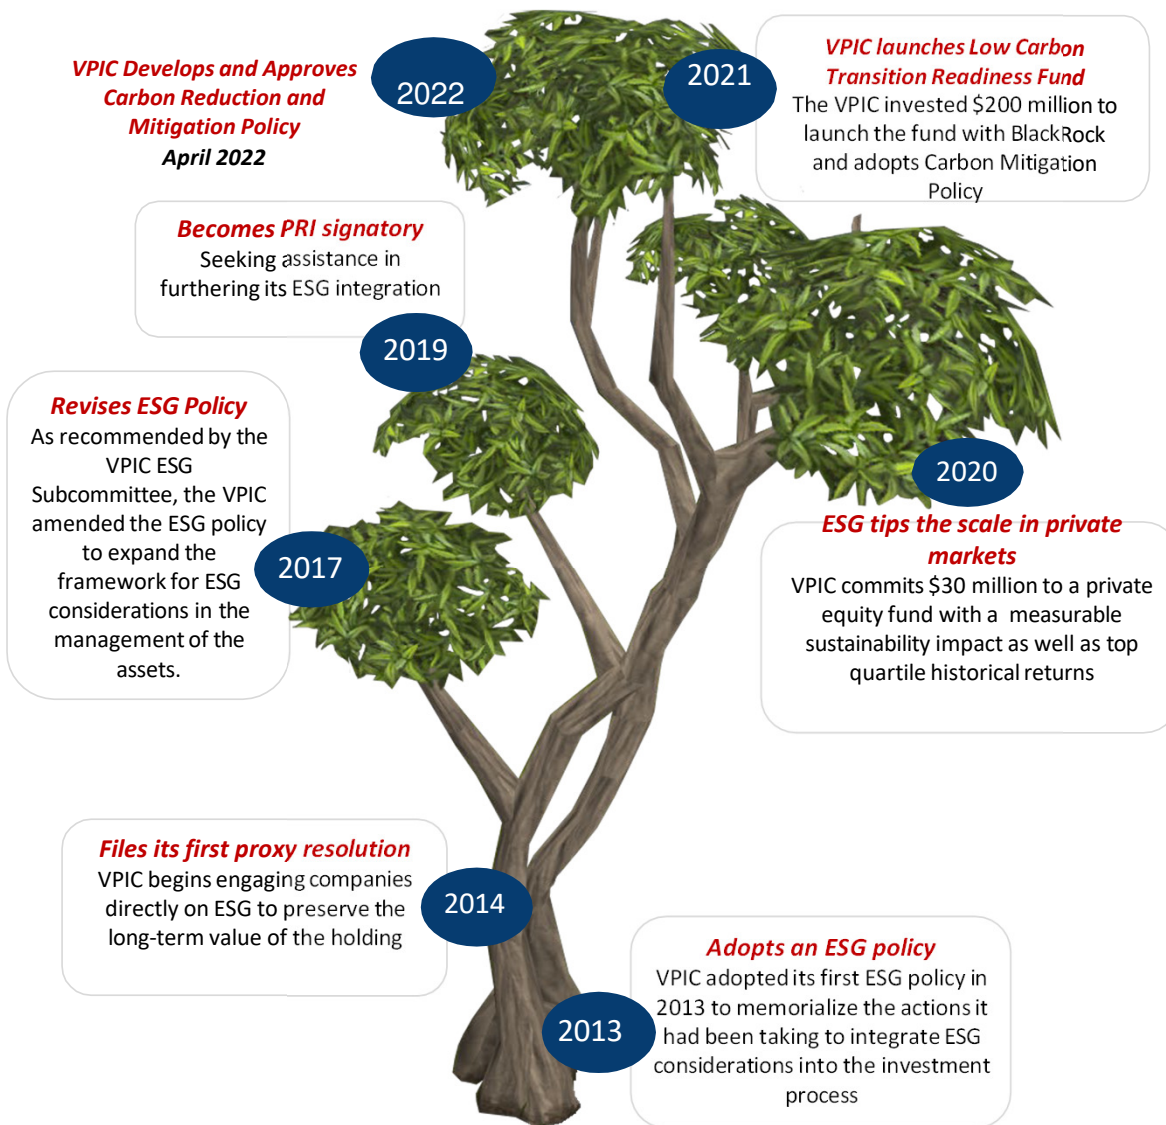 VPIC Develops and Approves
Carbon Reduction and
Mitigation Policy
April 2022
2022
2021
VPIC launches Low Carbon
Transition Readiness Fund
The VPIC invested $200 million to
launch the fund with BlackRock
and adopts Carbon Mitigation
Policy
Becomes PRI signatory
Seeking assistance in
furthering its ESG integration
2019
Revises ESG Policy
As recommended by the
VPIC ESG
Subcommittee, the VPIC
amended the ESG policy
to expand the
framework for ESG
considerations in the
management of the
assets.
2017
2020
ESG tips the scale in private
markets
VPIC commits $30 million to a private
equity fund with a measurable
sustainability impact as well as top
quartile historical returns
Files its first proxy resolution
VPIC begins engaging companies
directly on ESG to preserve the
long-term value of the holding
2014
Adopts an ESG policy
VPIC adopted its first ESG policy in
2013 to memorialize the actions it
had been taking to integrate ESG
considerations into the investment
process
2013